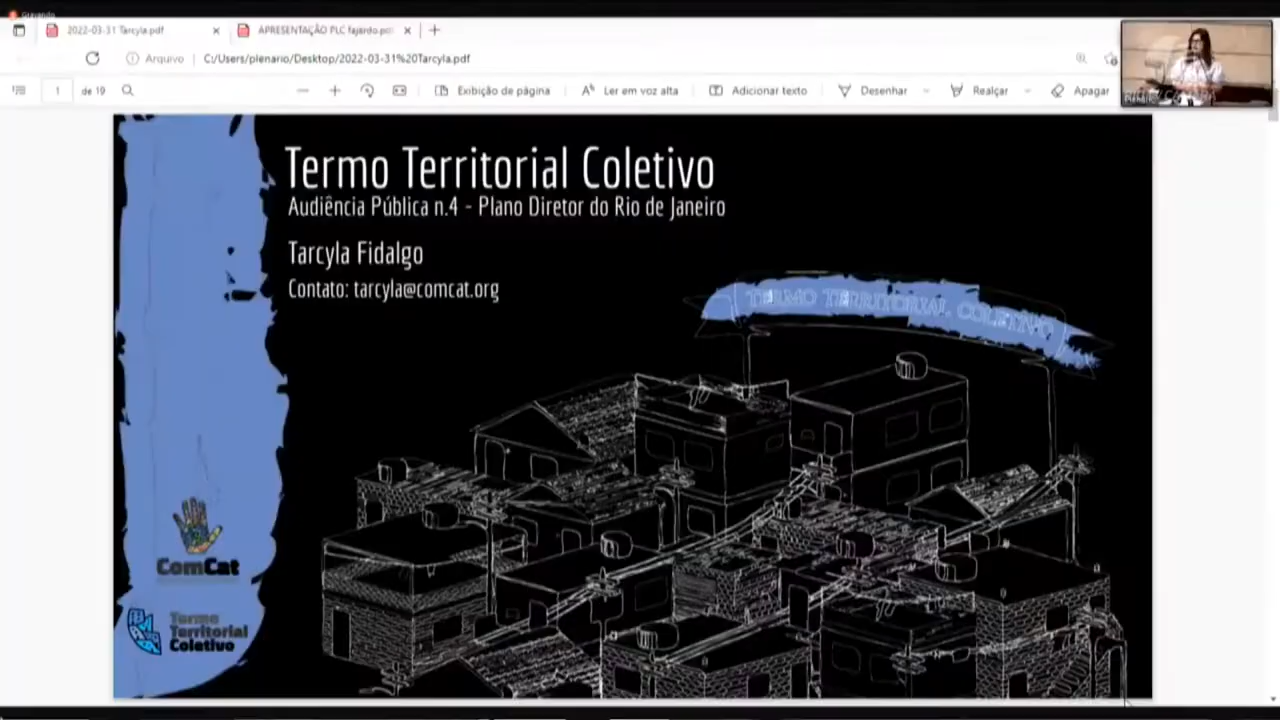 Gravando
2022-03-31 Tarcyla.pdf
APRESENTAÇÃO PLC fajardo.pdf
Arquivo
C:/Users/plenario/Desktop/2022-03-31%20Tarcyla.pdf
1 de 19
Exibição de página
Ler em voz alta
Adicionar texto
Desenhar
Realçar
Apagar
Termo Territorial Coletivo
Audiência Pública n.4 - Plano Diretor do Rio de Janeiro
Tarcyla Fidalgo
Contato: tarcyla@comcat.org
TERMO TERRITORIAL COLETIVO
ComCat
Termo
Territorial
Coletivo